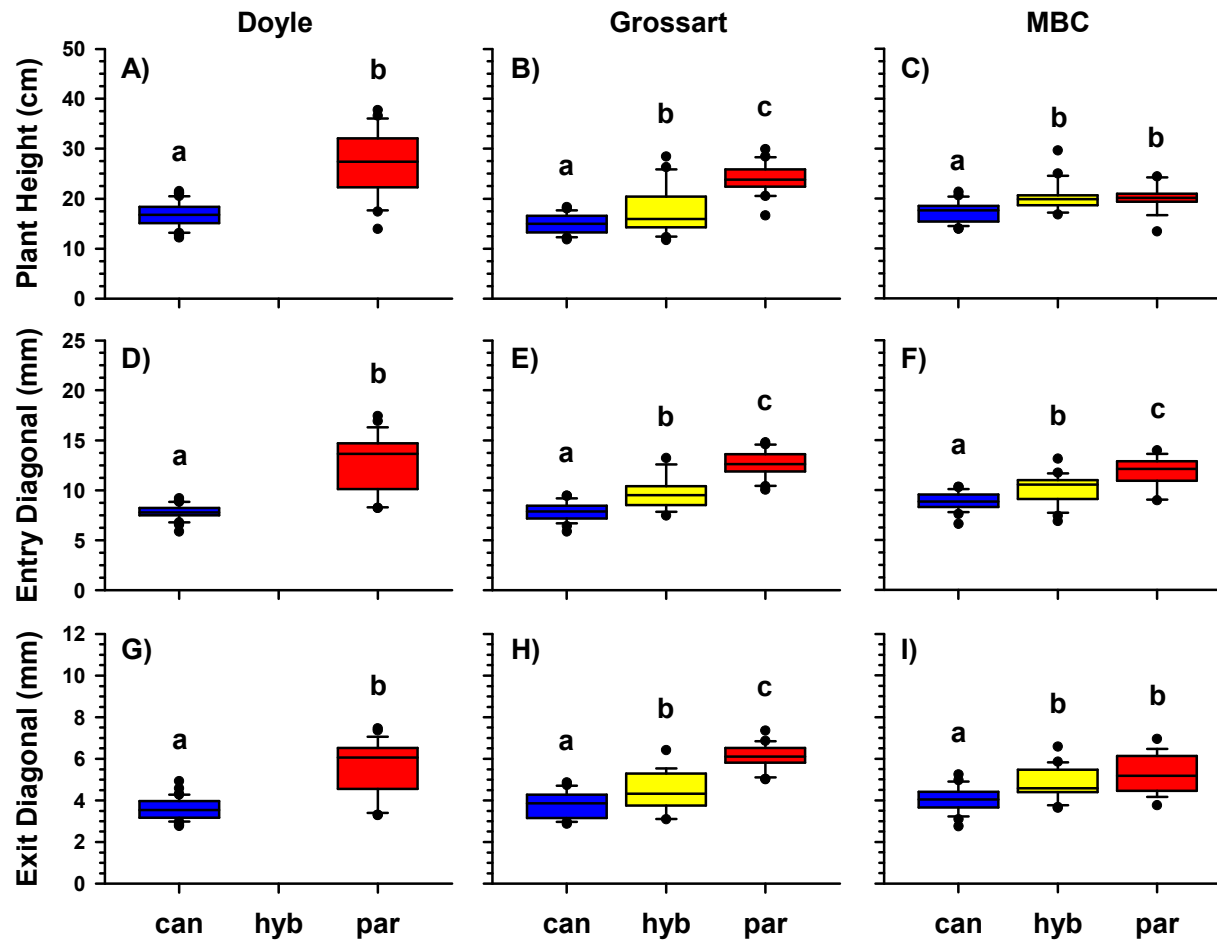 Doyle Grossart MBC
Plant Height (cm)
50
40
30
20
10
0
A)
a
b
B)
a
b
c
C)
a
b
b
Entry Diagonal (mm)
25
20
15
10
5
0
D)
a
b
E)
a
b
c
F)
a
b
c
Exit Diagonal (mm)
12
10
8
6
4
2
0
G)
a
b
H)
a
b
c
I)
a
b
b
can hyb par can hyb par can hyb par